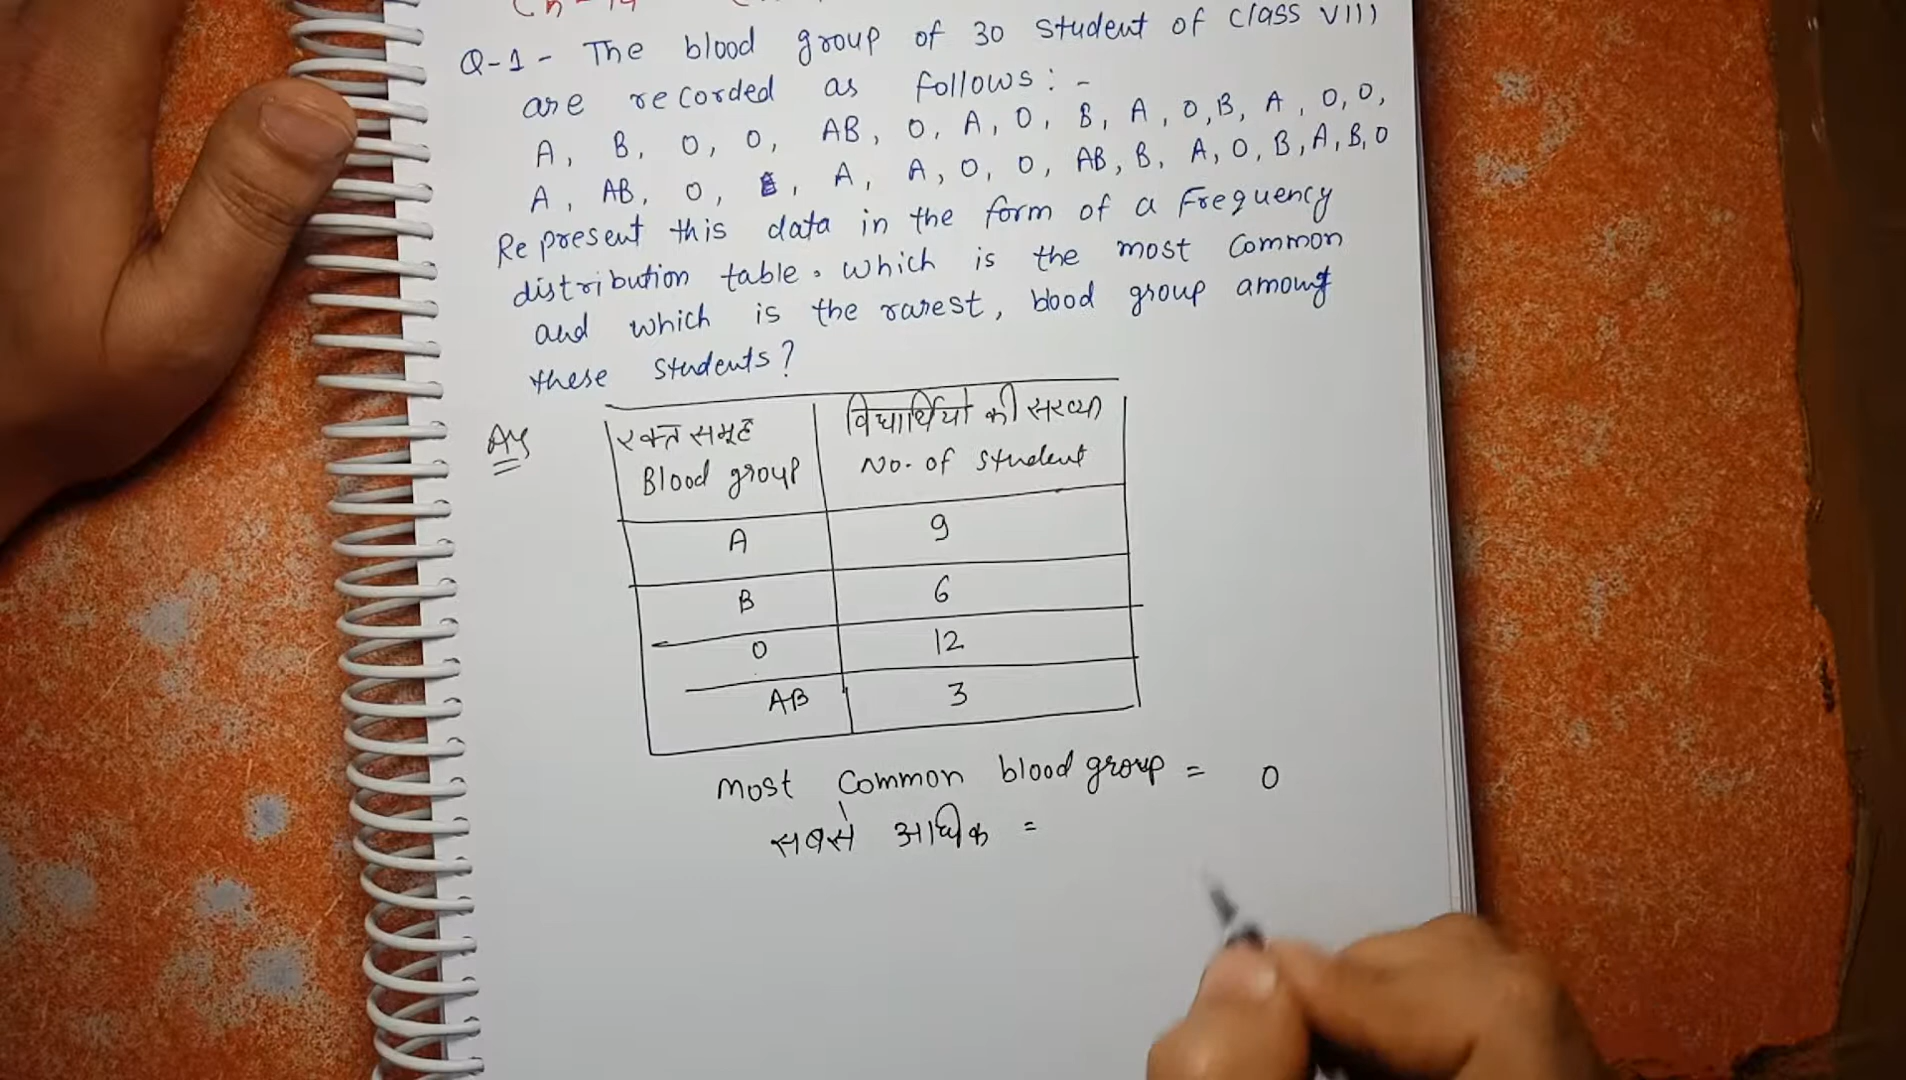 Q-1 - The blood group of 30 student of class VIII
are recorded as follows: -
A, B, O, O, AB, O, A, O, B, A, O, B, A, O, O,
A, AB, O, , A, A, O, O, AB, B, A, O, B, A, B, O
Represent this data in the form of a Frequency
distribution table. Which is the most Common
and which is the rarest, blood group among
these students?
रक्त समूह विद्यार्थियो की संख्या
Blood group No. of student
A 9
B 6
O 12
AB 3
Most Common blood group = O
सबसे अधिक =